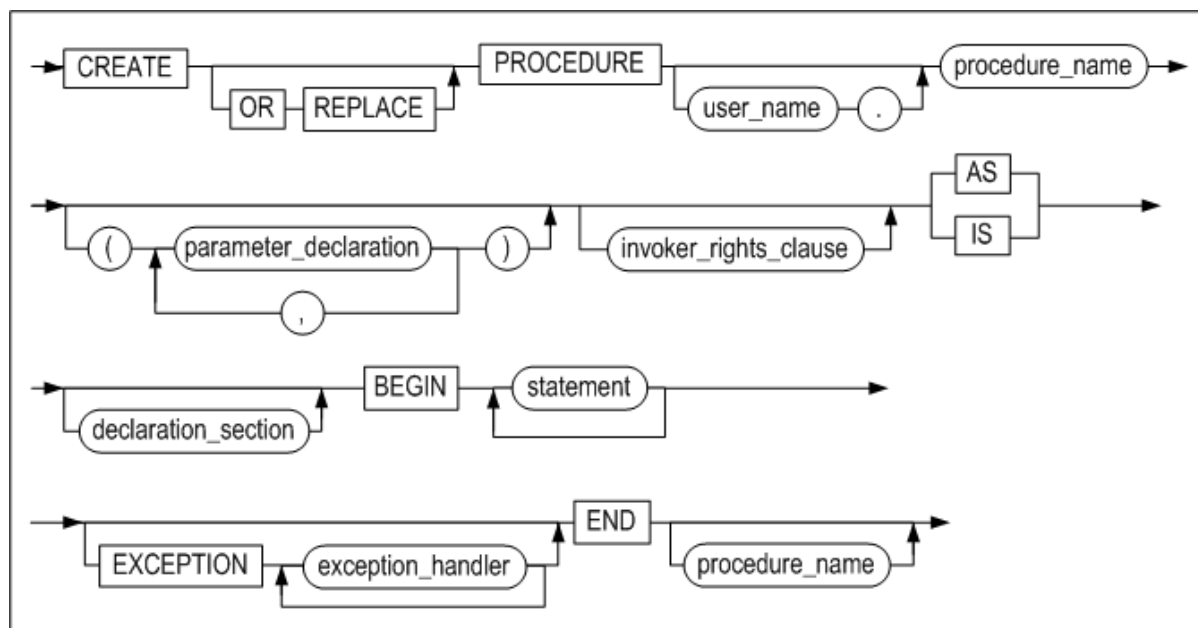 CREATE OR REPLACE PROCEDURE user_name . procedure_name
( parameter_declaration , ) invoker_rights_clause AS IS
declaration_section BEGIN statement
EXCEPTION exception_handler END procedure_name